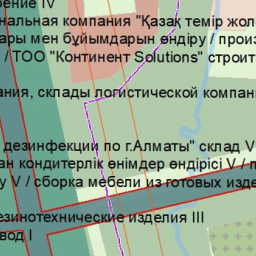 ение IV
нальная компания "Қазақ темір жол
ары мен бұйымдарын өндіру / прои
/ ТОО "Континент Solutions" строит
ания, склады логистической компан
дезинфекции по г.Алматы" склад V
ан кондитерлік өнімдер өндірісі V / п
у V / сборка мебели из готовых изде
езинотехнические изделия III
вод I